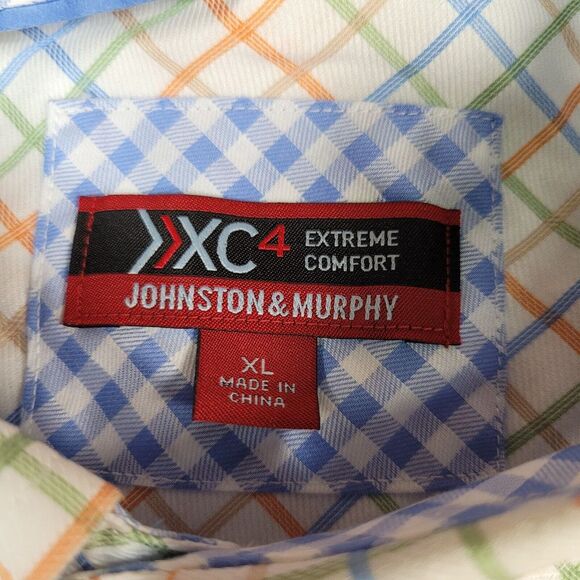 XC4 EXTREME
COMFORT
JOHNSTON&MURPHY
XL
MADE IN
CHINA